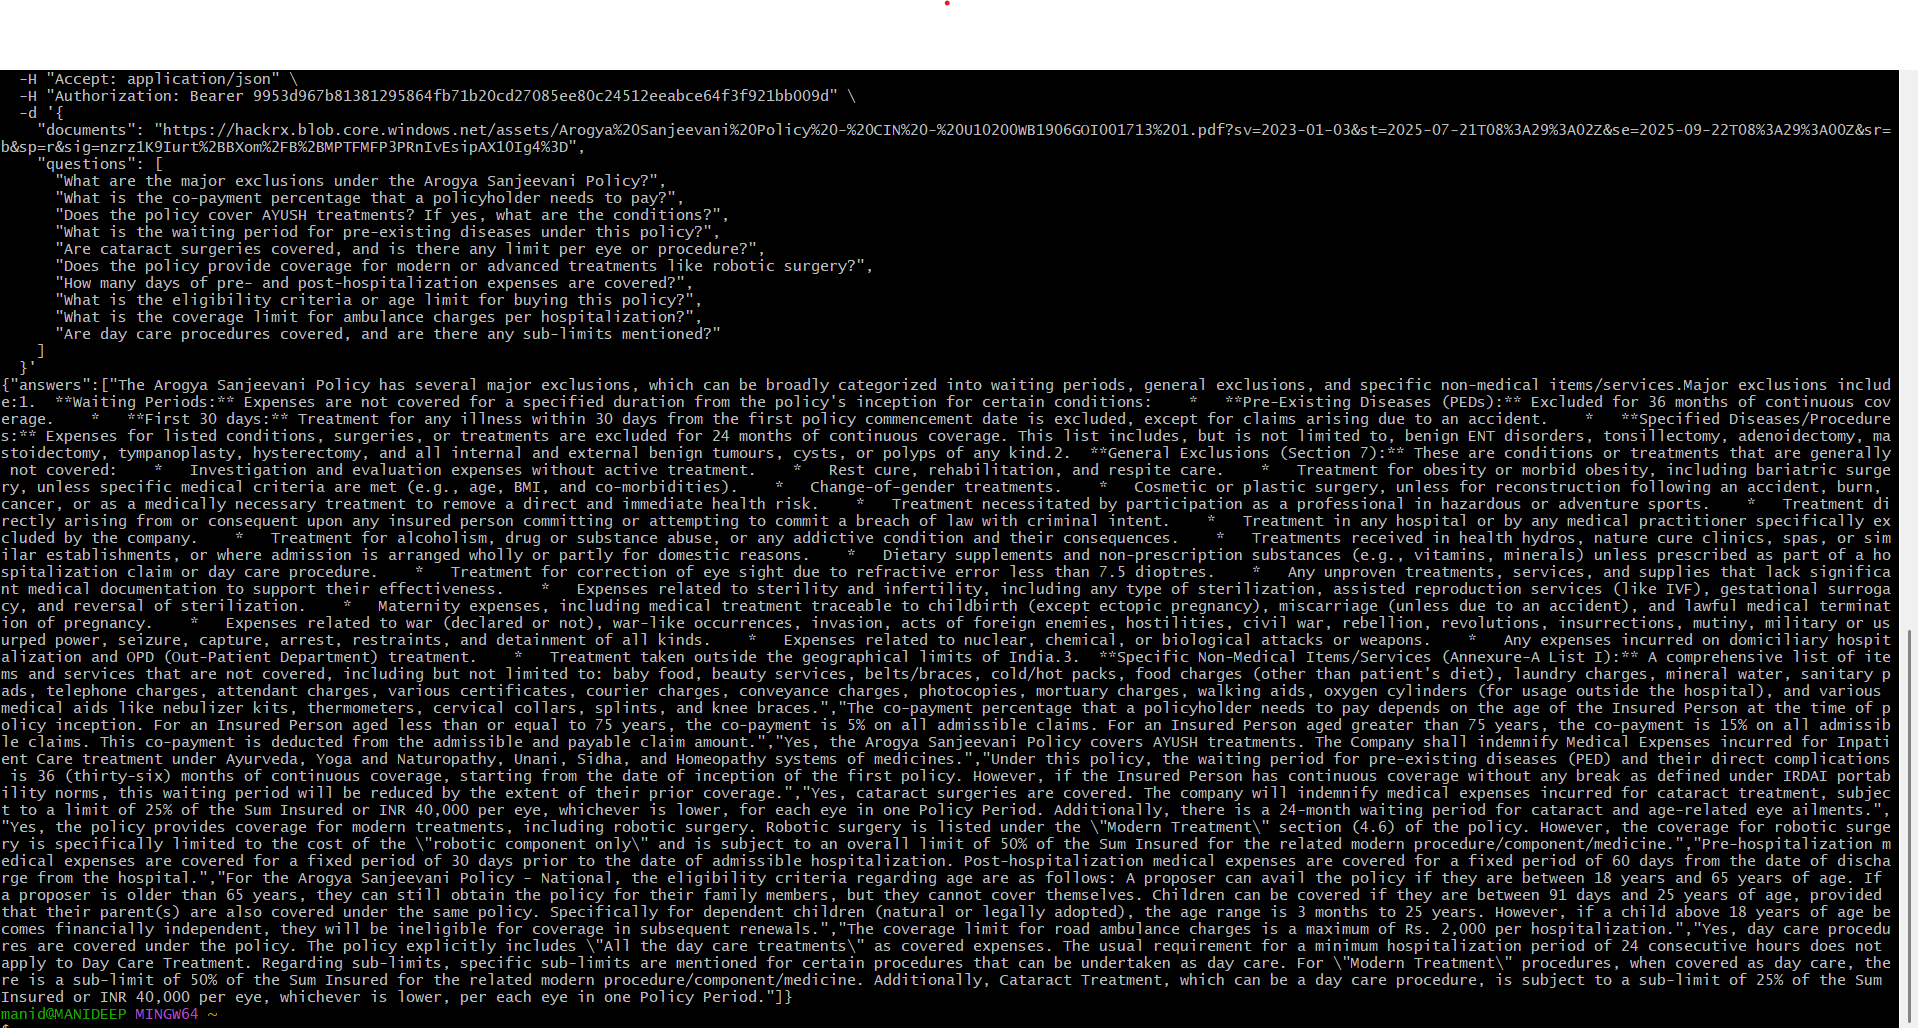 -H "Accept: application/json" \
  -H "Authorization: Bearer 9953d967b81381295864fb71b20cd27085ee80c24512eeabce64f3f921bb009d" \
  -d '{
    "documents": "https://hackrx.blob.core.windows.net/assets/Arogya%20Sanjeevani%20Policy%20-%20CIN%20-%20U10200WB1906GOI001713%201.pdf?sv=2023-01-03&st=2025-07-21T08%3A29%3A02Z&se=2025-09-22T08%3A29%3A00Z&sr=
b&sp=r&sig=nzrz1K9Iurt%2BBXom%2FB%2BMPTFMFP3PRnIvEsipAX10Ig4%3D",
    "questions": [
      "What are the major exclusions under the Arogya Sanjeevani Policy?",
      "What is the co-payment percentage that a policyholder needs to pay?",
      "Does the policy cover AYUSH treatments? If yes, what are the conditions?",
      "What is the waiting period for pre-existing diseases under this policy?",
      "Are cataract surgeries covered, and is there any limit per eye or procedure?",
      "Does the policy provide coverage for modern or advanced treatments like robotic surgery?",
      "How many days of pre- and post-hospitalization expenses are covered?",
      "What is the eligibility criteria or age limit for buying this policy?",
      "What is the coverage limit for ambulance charges per hospitalization?",
      "Are day care procedures covered, and are there any sub-limits mentioned?"
    ]
  }'
{"answers":["The Arogya Sanjeevani Policy has several major exclusions, which can be broadly categorized into waiting periods, general exclusions, and specific non-medical items/services.Major exclusions includ
e:1.  **Waiting Periods:** Expenses are not covered for a specified duration from the policy's inception for certain conditions:    *   **Pre-Existing Diseases (PEDs):** Excluded for 36 months of continuous cov
erage.    *   **First 30 days:** Treatment for any illness within 30 days from the first policy commencement date is excluded, except for claims arising due to an accident.    *   **Specified Diseases/Procedure
s:** Expenses for listed conditions, surgeries, or treatments are excluded for 24 months of continuous coverage. This list includes, but is not limited to, benign ENT disorders, tonsillectomy, adenoidectomy, ma
stoidectomy, tympanoplasty, hysterectomy, and all internal and external benign tumours, cysts, or polyps of any kind.2.  **General Exclusions (Section 7):** These are conditions or treatments that are generally
 not covered:    *   Investigation and evaluation expenses without active treatment.    *   Rest cure, rehabilitation, and respite care.    *   Treatment for obesity or morbid obesity, including bariatric surge
ry, unless specific medical criteria are met (e.g., age, BMI, and co-morbidities).    *   Change-of-gender treatments.    *   Cosmetic or plastic surgery, unless for reconstruction following an accident, burn,
cancer, or as a medically necessary treatment to remove a direct and immediate health risk.    *   Treatment necessitated by participation as a professional in hazardous or adventure sports.    *   Treatment di
rectly arising from or consequent upon any insured person committing or attempting to commit a breach of law with criminal intent.    *   Treatment in any hospital or by any medical practitioner specifically ex
cluded by the company.    *   Treatment for alcoholism, drug or substance abuse, or any addictive condition and their consequences.    *   Treatments received in health hydros, nature cure clinics, spas, or sim
ilar establishments, or where admission is arranged wholly or partly for domestic reasons.    *   Dietary supplements and non-prescription substances (e.g., vitamins, minerals) unless prescribed as part of a ho
spitalization claim or day care procedure.    *   Treatment for correction of eye sight due to refractive error less than 7.5 dioptres.    *   Any unproven treatments, services, and supplies that lack significa
nt medical documentation to support their effectiveness.    *   Expenses related to sterility and infertility, including any type of sterilization, assisted reproduction services (like IVF), gestational surroga
cy, and reversal of sterilization.    *   Maternity expenses, including medical treatment traceable to childbirth (except ectopic pregnancy), miscarriage (unless due to an accident), and lawful medical terminat
ion of pregnancy.    *   Expenses related to war (declared or not), war-like occurrences, invasion, acts of foreign enemies, hostilities, civil war, rebellion, revolutions, insurrections, mutiny, military or us
urped power, seizure, capture, arrest, restraints, and detainment of all kinds.    *   Expenses related to nuclear, chemical, or biological attacks or weapons.    *   Any expenses incurred on domiciliary hospit
alization and OPD (Out-Patient Department) treatment.    *   Treatment taken outside the geographical limits of India.3.  **Specific Non-Medical Items/Services (Annexure-A List I):** A comprehensive list of ite
ms and services that are not covered, including but not limited to: baby food, beauty services, belts/braces, cold/hot packs, food charges (other than patient's diet), laundry charges, mineral water, sanitary p
ads, telephone charges, attendant charges, various certificates, courier charges, conveyance charges, photocopies, mortuary charges, walking aids, oxygen cylinders (for usage outside the hospital), and various
medical aids like nebulizer kits, thermometers, cervical collars, splints, and knee braces.","The co-payment percentage that a policyholder needs to pay depends on the age of the Insured Person at the time of p
olicy inception. For an Insured Person aged less than or equal to 75 years, the co-payment is 5% on all admissible claims. For an Insured Person aged greater than 75 years, the co-payment is 15% on all admissib
le claims. This co-payment is deducted from the admissible and payable claim amount.","Yes, the Arogya Sanjeevani Policy covers AYUSH treatments. The Company shall indemnify Medical Expenses incurred for Inpati
ent Care treatment under Ayurveda, Yoga and Naturopathy, Unani, Sidha, and Homeopathy systems of medicines.","Under this policy, the waiting period for pre-existing diseases (PED) and their direct complications
 is 36 (thirty-six) months of continuous coverage, starting from the date of inception of the first policy. However, if the Insured Person has continuous coverage without any break as defined under IRDAI portab
ility norms, this waiting period will be reduced by the extent of their prior coverage.","Yes, cataract surgeries are covered. The company will indemnify medical expenses incurred for cataract treatment, subjec
t to a limit of 25% of the Sum Insured or INR 40,000 per eye, whichever is lower, for each eye in one Policy Period. Additionally, there is a 24-month waiting period for cataract and age-related eye ailments.",
"Yes, the policy provides coverage for modern treatments, including robotic surgery. Robotic surgery is listed under the \"Modern Treatment\" section (4.6) of the policy. However, the coverage for robotic surge
ry is specifically limited to the cost of the \"robotic component only\" and is subject to an overall limit of 50% of the Sum Insured for the related modern procedure/component/medicine.","Pre-hospitalization m
edical expenses are covered for a fixed period of 30 days prior to the date of admissible hospitalization. Post-hospitalization medical expenses are covered for a fixed period of 60 days from the date of discha
rge from the hospital.","For the Arogya Sanjeevani Policy - National, the eligibility criteria regarding age are as follows: A proposer can avail the policy if they are between 18 years and 65 years of age. If
a proposer is older than 65 years, they can still obtain the policy for their family members, but they cannot cover themselves. Children can be covered if they are between 91 days and 25 years of age, provided
that their parent(s) are also covered under the same policy. Specifically for dependent children (natural or legally adopted), the age range is 3 months to 25 years. However, if a child above 18 years of age be
comes financially independent, they will be ineligible for coverage in subsequent renewals.","The coverage limit for road ambulance charges is a maximum of Rs. 2,000 per hospitalization.","Yes, day care procedu
res are covered under the policy. The policy explicitly includes \"All the day care treatments\" as covered expenses. The usual requirement for a minimum hospitalization period of 24 consecutive hours does not
apply to Day Care Treatment. Regarding sub-limits, specific sub-limits are mentioned for certain procedures that can be undertaken as day care. For \"Modern Treatment\" procedures, when covered as day care, the
re is a sub-limit of 50% of the Sum Insured for the related modern procedure/component/medicine. Additionally, Cataract Treatment, which can be a day care procedure, is subject to a sub-limit of 25% of the Sum
Insured or INR 40,000 per eye, whichever is lower, per each eye in one Policy Period."]}
manid@MANIDEEP MINGW64 ~